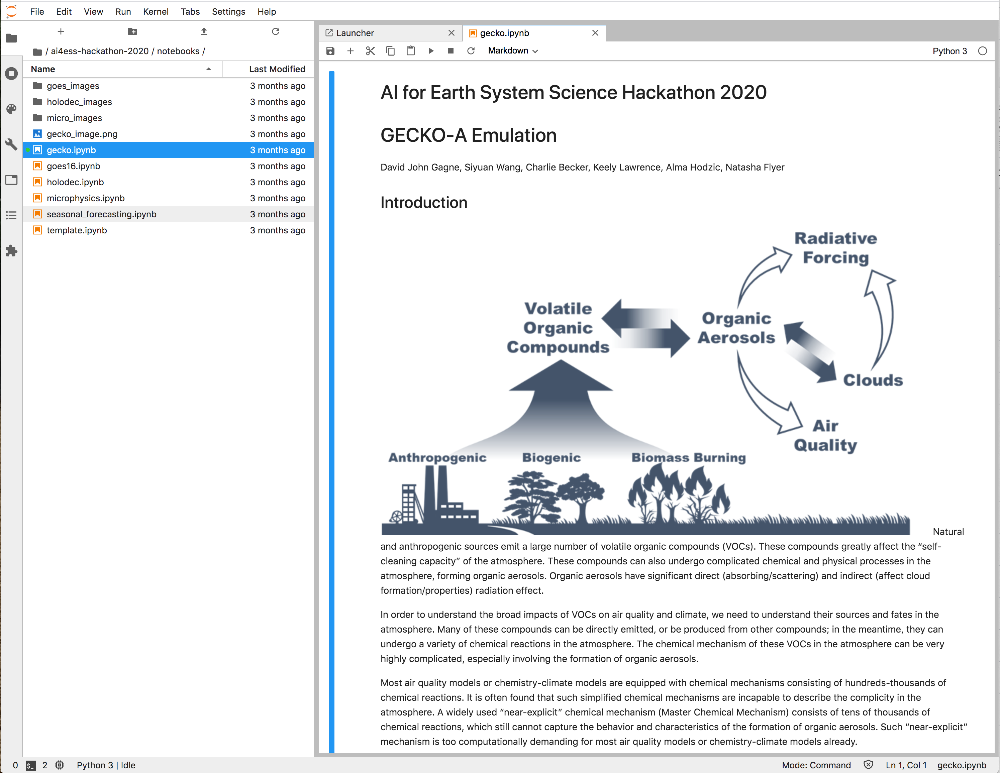 File Edit View Run Kernel Tabs Settings Help
/ ai4ess-hackathon-2020 / notebooks /
Name Last Modified
goes_images 3 months ago
holodec_images 3 months ago
micro_images 3 months ago
gecko_image.png 3 months ago
gecko.ipynb 3 months ago
goes16.ipynb 3 months ago
holodec.ipynb 3 months ago
microphysics.ipynb 3 months ago
seasonal_forecasting.ipynb 3 months ago
template.ipynb 3 months ago
Launcher
gecko.ipynb
Markdown
Python 3
AI for Earth System Science Hackathon 2020
GECKO-A Emulation
David John Gagne, Siyuan Wang, Charlie Becker, Keely Lawrence, Alma Hodzic, Natasha Flyer
Introduction
Radiative
Forcing
Volatile
Organic
Compounds
Organic
Aerosols
Clouds
Air
Quality
Anthropogenic
Biogenic
Biomass Burning
Natural
and anthropogenic sources emit a large number of volatile organic compounds (VOCs). These compounds greatly affect the “self-
cleaning capacity” of the atmosphere. These compounds can also undergo complicated chemical and physical processes in the
atmosphere, forming organic aerosols. Organic aerosols have significant direct (absorbing/scattering) and indirect (affect cloud
formation/properties) radiation effect.
In order to understand the broad impacts of VOCs on air quality and climate, we need to understand their sources and fates in the
atmosphere. Many of these compounds can be directly emitted, or be produced from other compounds; in the meantime, they can
undergo a variety of chemical reactions in the atmosphere. The chemical mechanism of these VOCs in the atmosphere can be very
highly complicated, especially involving the formation of organic aerosols.
Most air quality models or chemistry-climate models are equipped with chemical mechanisms consisting of hundreds-thousands of
chemical reactions. It is often found that such simplified chemical mechanisms are incapable to describe the complicity in the
atmosphere. A widely used “near-explicit” chemical mechanism (Master Chemical Mechanism) consists of tens of thousands of
chemical reactions, which still cannot capture the behavior and characteristics of the formation of organic aerosols. Such “near-explicit”
mechanism is too computationally demanding for most air quality models or chemistry-climate models already.
0 $_ 2 Python 3 | Idle
Mode: Command Ln 1, Col 1 gecko.ipynb